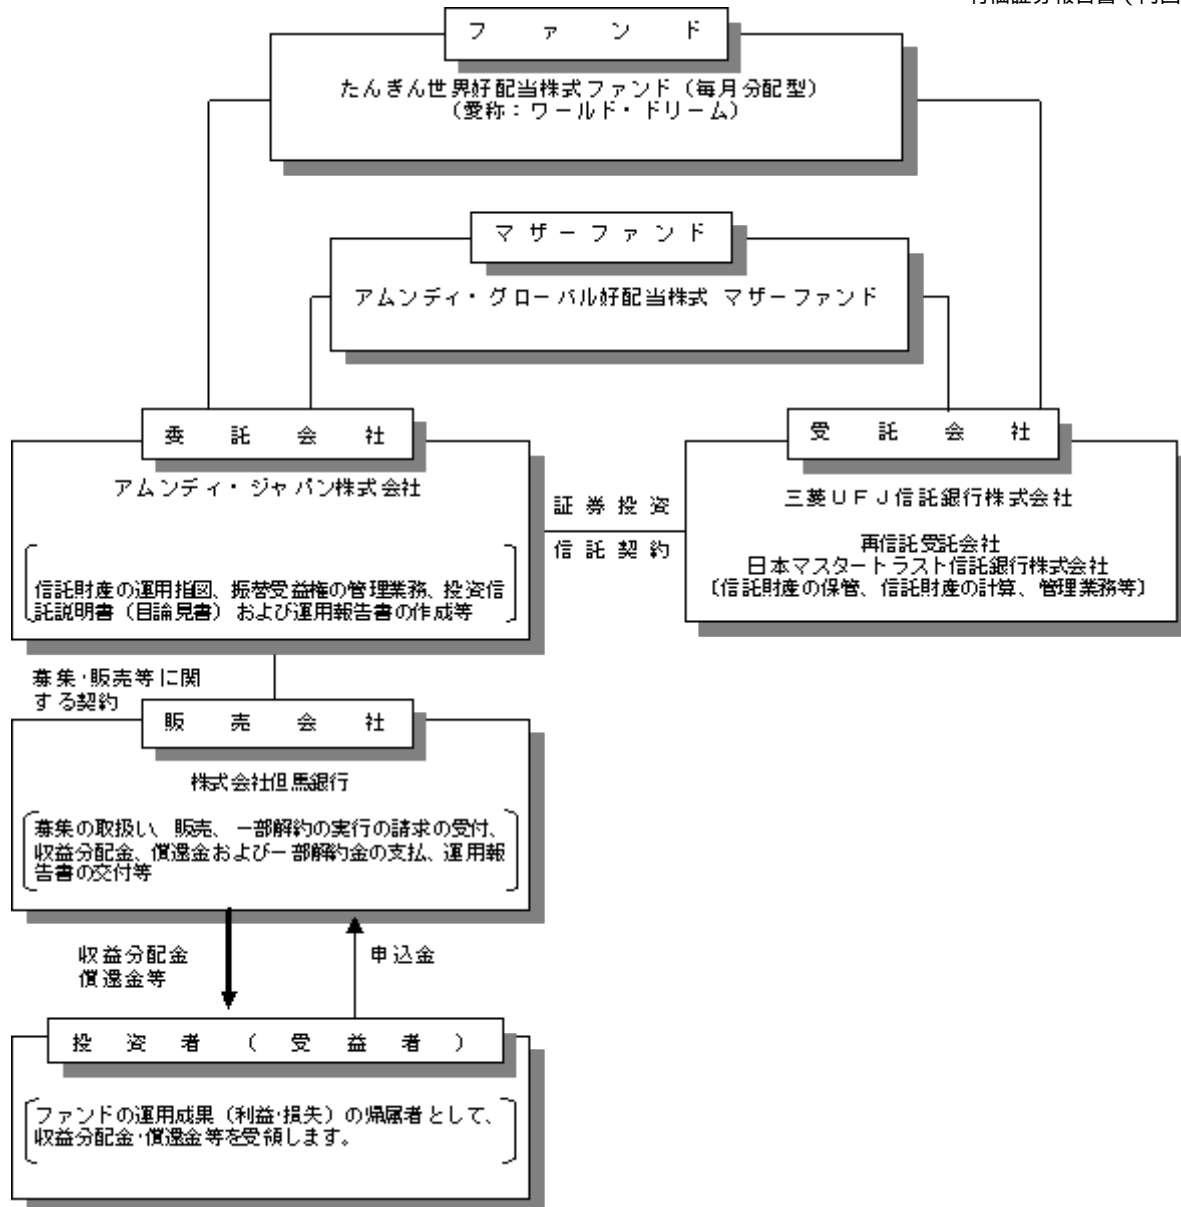 ファンド
たんぎん世界好配当株式ファンド（毎月分配型）
（愛称：ワールド・ドリーム）
マザーファンド
アムンディ・グローバル好配当株式 マザーファンド
委託会社
受託会社
アムンディ・ジャパン株式会社
信託財産の運用指図、振替受益権の管理業務、投資信
託説明書（目論見書）および運用報告書の作成等
証券投資
信託契約
三菱ＵＦＪ信託銀行株式会社
再信託受託会社
日本マスタートラスト信託銀行株式会社
〔信託財産の保管、信託財産の計算、管理業務等〕
募集・販売等に関
する契約
販売会社
株式会社但馬銀行
募集の取扱い、販売、一部解約の実行の請求の受付、
収益分配金、償還金および一部解約金の支払、運用報
告書の交付等
収益分配金
償還金等
申込金
投資者（受益者）
ファンドの運用成果（利益・損失）の帰属者として、
収益分配金・償還金等を受領します。